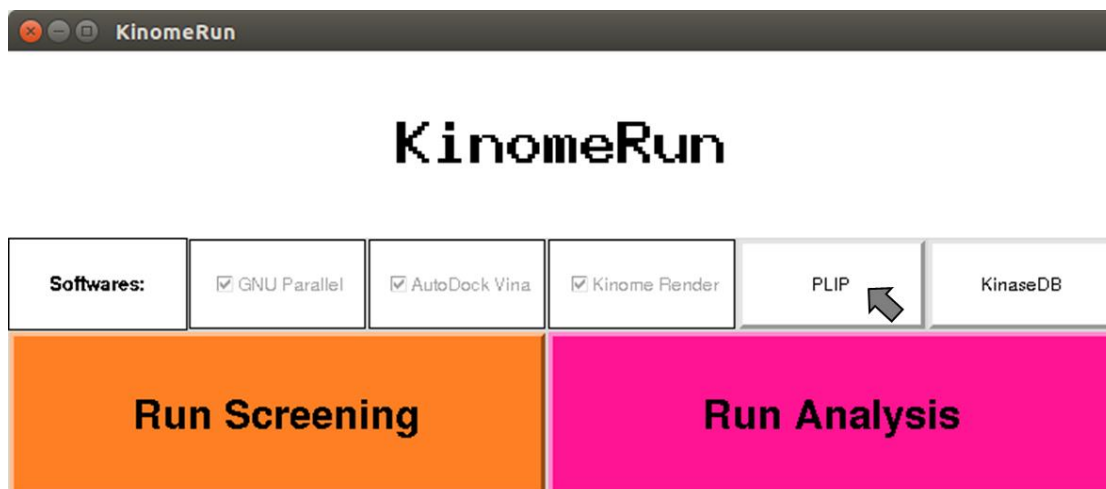 KinomeRun
KinomeRun
Softwares: GNU Parallel AutoDock Vina Kinome Render PLIP KinaseDB
Run Screening Run Analysis